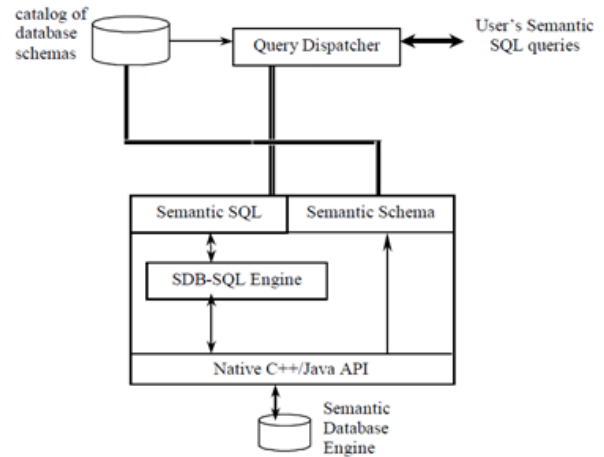 catalog of
database
schemas
Query Dispatcher
User's Semantic
SQL queries
Semantic SQL
Semantic Schema
SDB-SQL Engine
Native C++/Java API
Semantic
Database
Engine